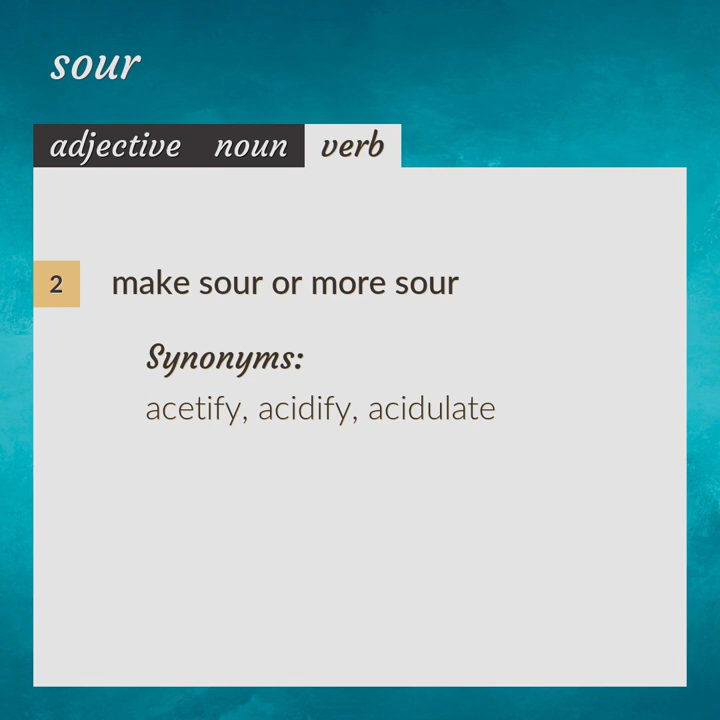 sour
adjective noun verb
2 make sour or more sour
Synonyms:
acetify, acidify, acidulate